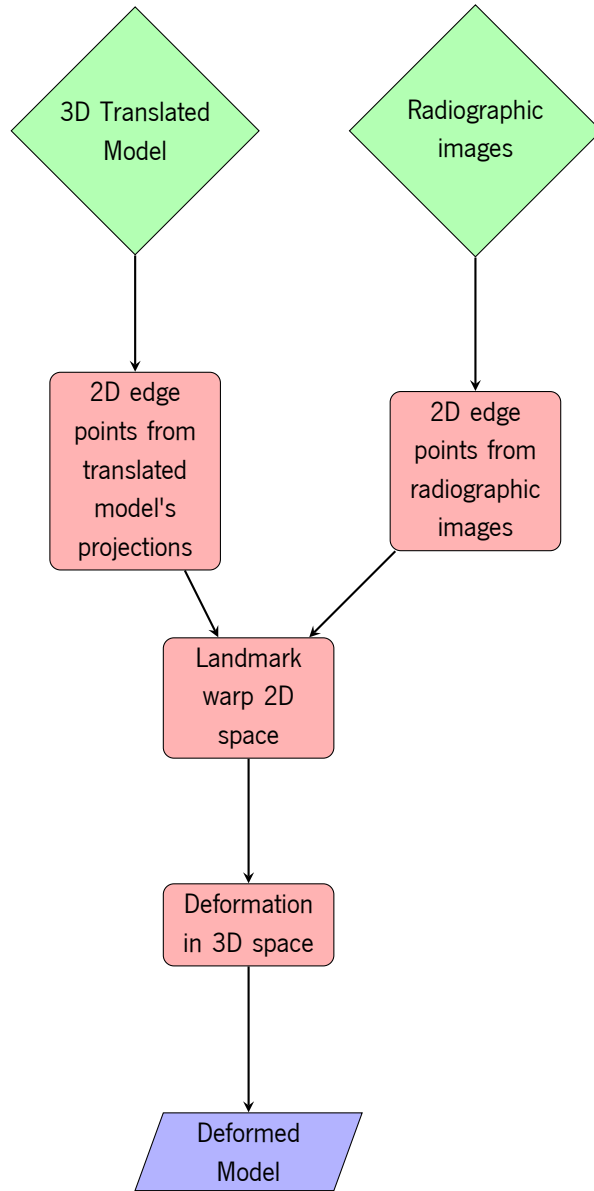 3D Translated
Model
Radiographic
images
2D edge
points from
translated
model's
projections
2D edge
points from
radiographic
images
Landmark
warp 2D
space
Deformation
in 3D space
Deformed
Model